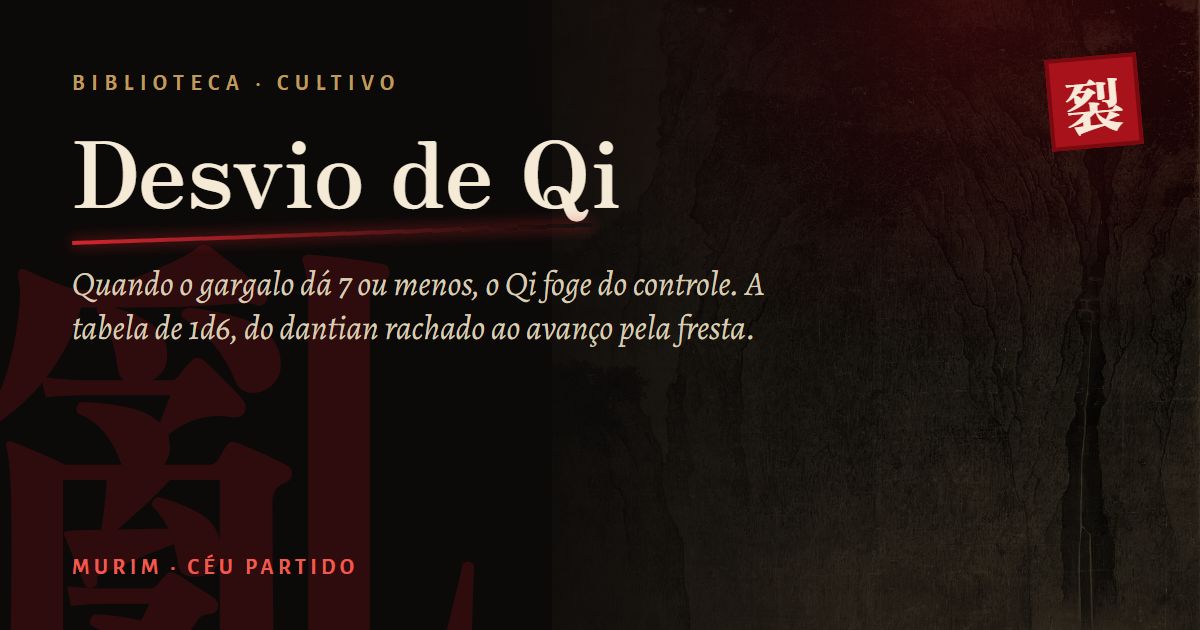 BIBLIOTECA · CULTIVO
裂
Desvio de Qi
Quando o gargalo dá 7 ou menos, o Qi foge do controle. A
tabela de 1d6, do dantian rachado ao avanço pela fresta.
MURIM · CÉU PARTIDO